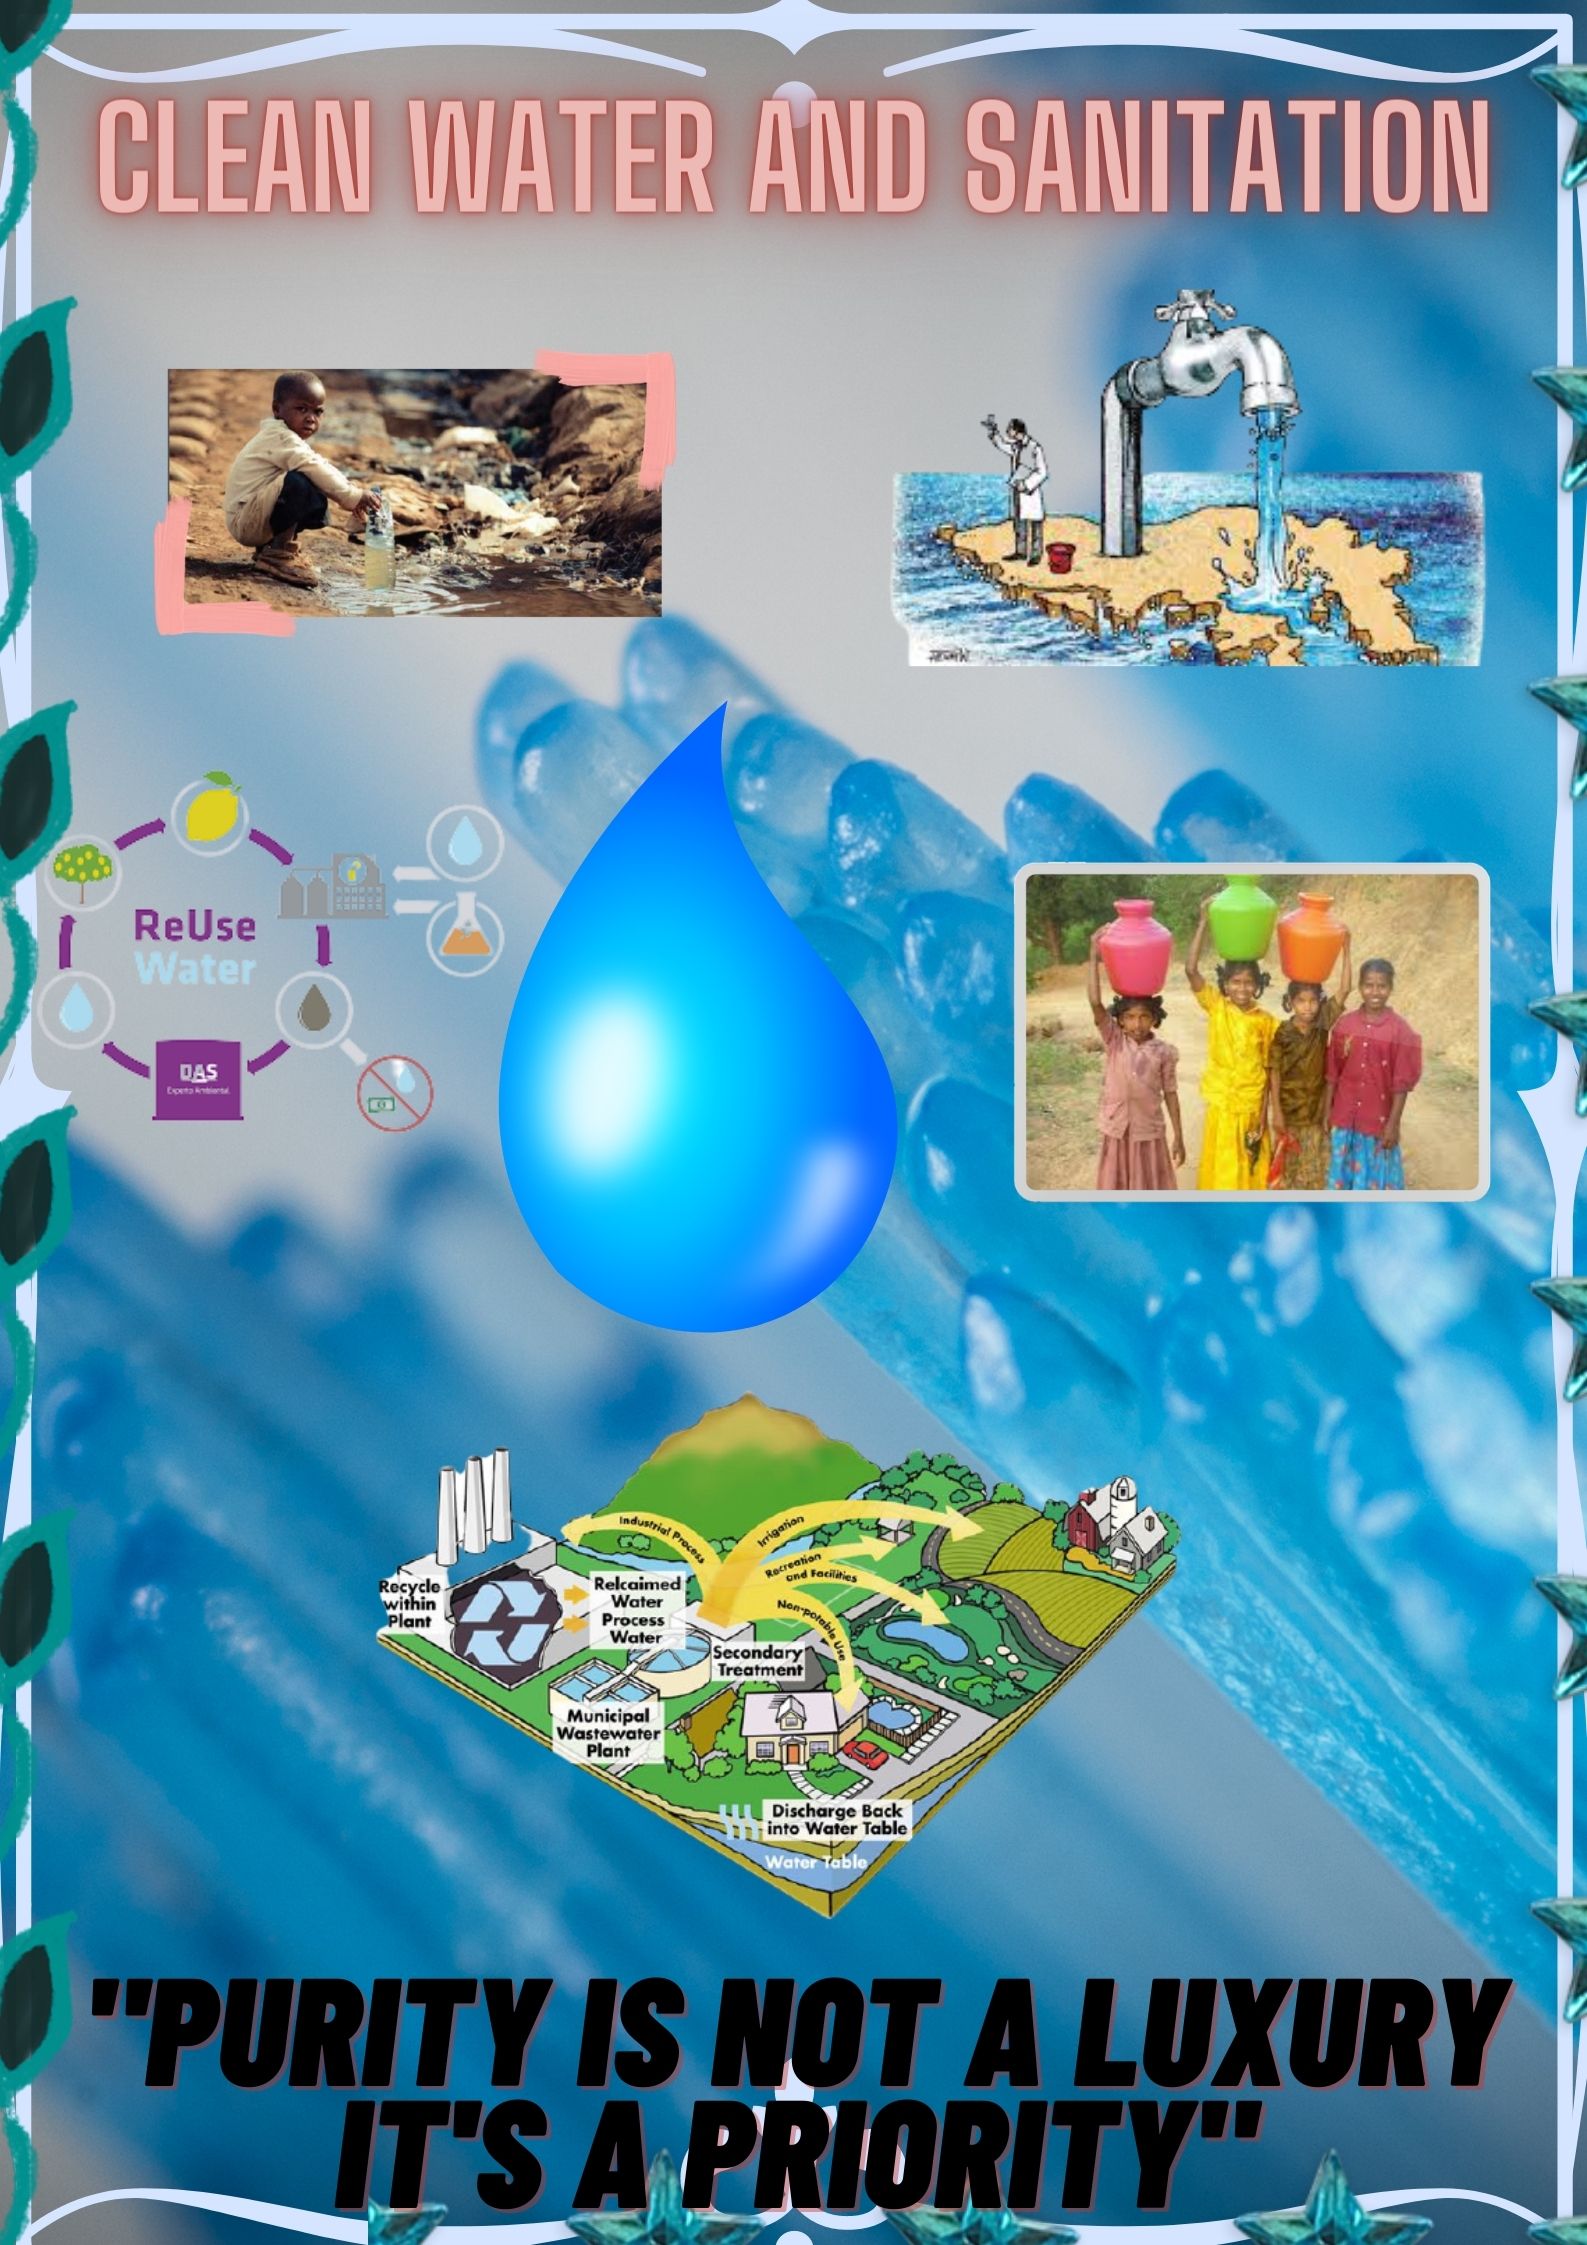 CLEAN WATER AND SANITATION
ReUse
Water
DAS
Experto Ambiental
Industrial Process
Irrigation
Recreation
and Facilities
Non-potable Use
Recycle
within
Plant
Relcaimed
Water
Process
Water
Secondary
Treatment
Municipal
Wastewater
Plant
Discharge Back
into Water Table
Water Table
"PURITY IS NOT A LUXURY
IT'S A PRIORITY"